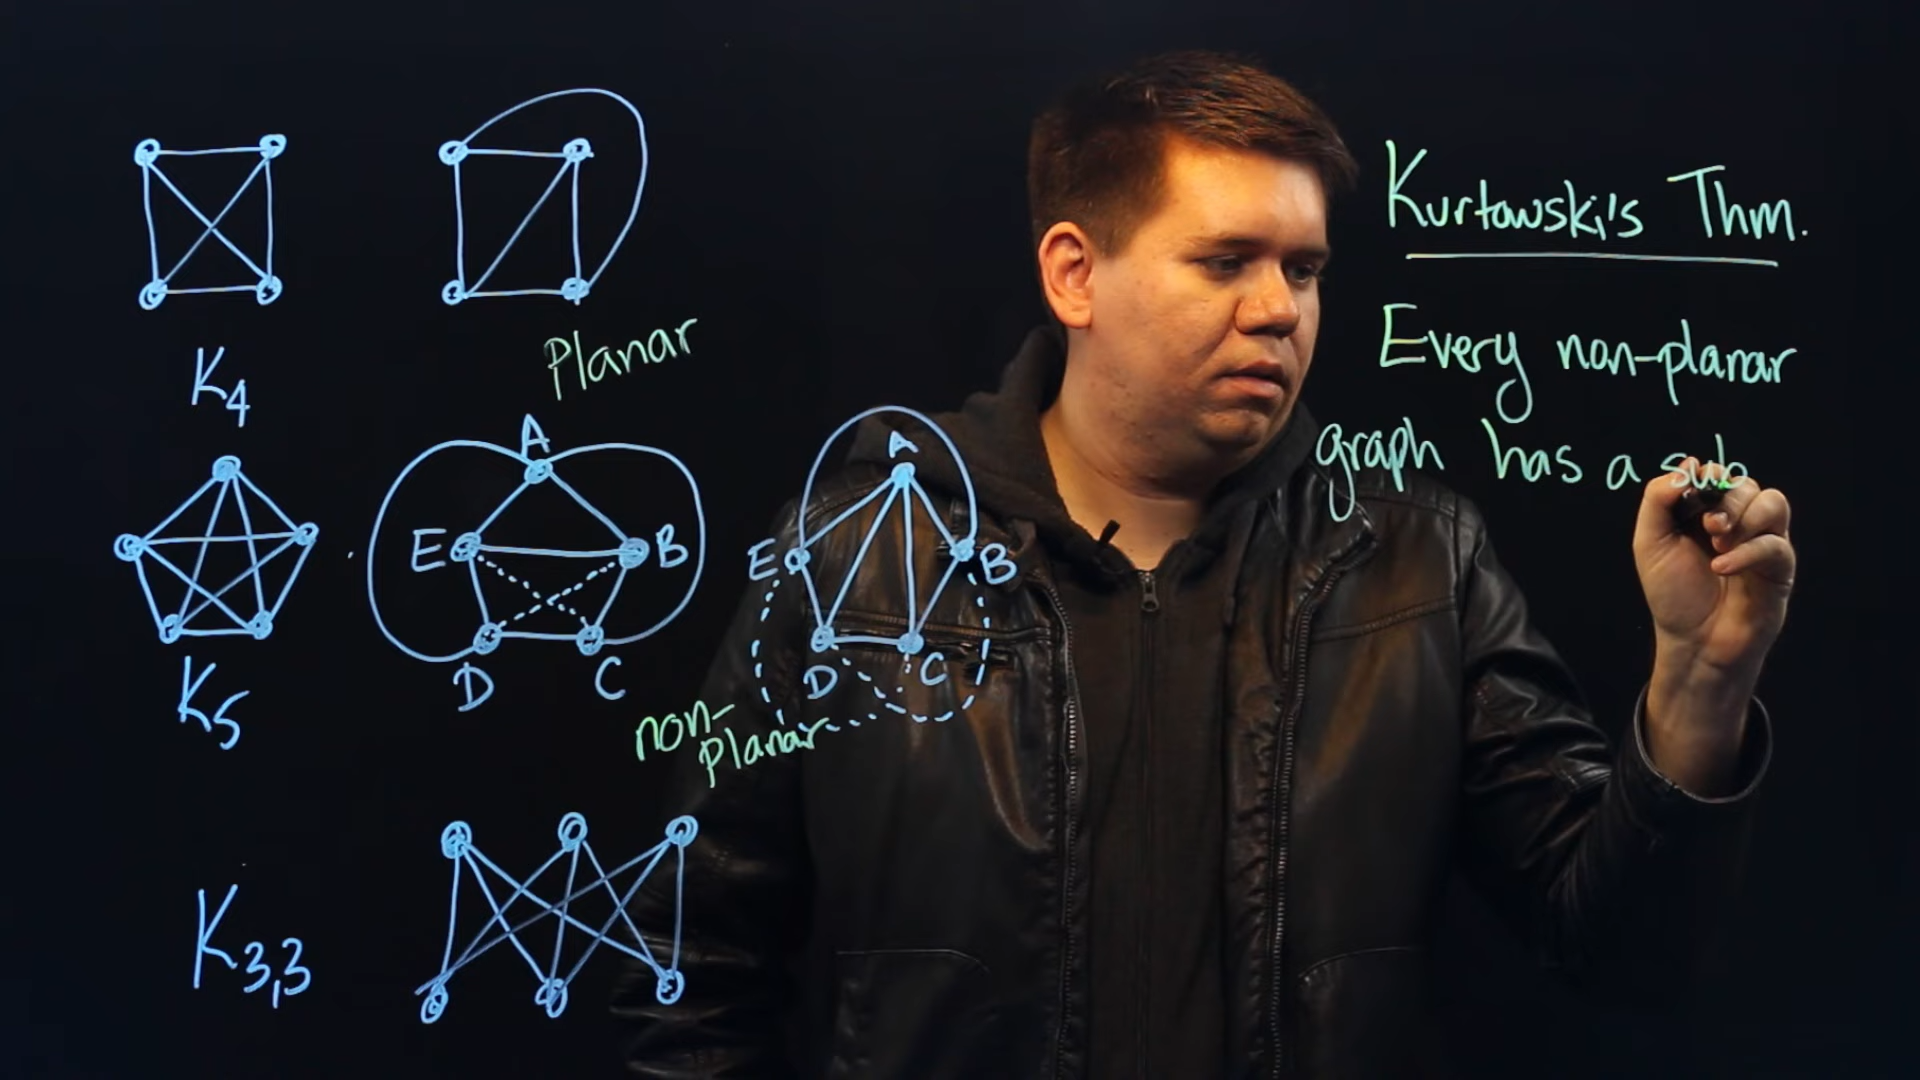 K4
Planar
K5
A
E
B
D
C
A
E
B
D
C
non-
Planar
K3,3
Kurtowski's Thm.
Every non-planar
graph has a sub